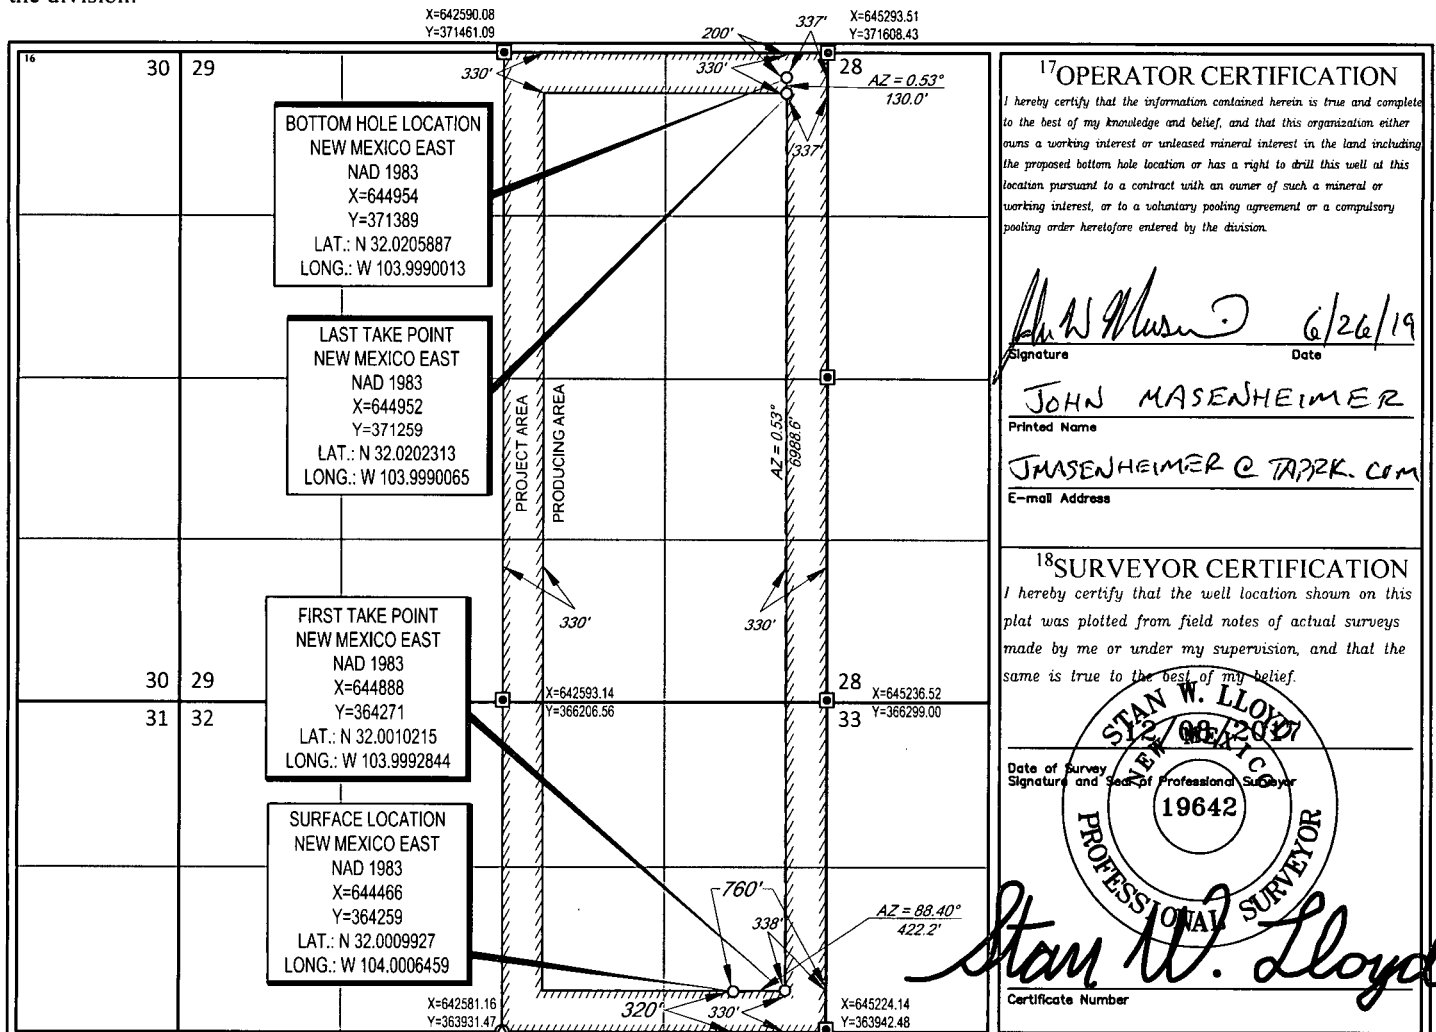 the division.
X=642590.08
Y=371461.09
X=645293.51
Y=371608.43
200'
337'
16
30
29
28
330'
330'
AZ = 0.53°
130.0'
337'
BOTTOM HOLE LOCATION
NEW MEXICO EAST
NAD 1983
X=644954
Y=371389
LAT.: N 32.0205887
LONG.: W 103.9990013
LAST TAKE POINT
NEW MEXICO EAST
NAD 1983
X=644952
Y=371259
LAT.: N 32.0202313
LONG.: W 103.9990065
PROJECT AREA
PRODUCING AREA
AZ = 0.53°
6988.6'
330'
330'
FIRST TAKE POINT
NEW MEXICO EAST
NAD 1983
X=644888
Y=364271
LAT.: N 32.0010215
LONG.: W 103.9992844
30
29
31
32
X=642593.14
Y=366206.56
28
33
X=645236.52
Y=366299.00
SURFACE LOCATION
NEW MEXICO EAST
NAD 1983
X=644466
Y=364259
LAT.: N 32.0009927
LONG.: W 104.0006459
760'
338'
AZ = 88.40°
422.2'
X=642581.16
Y=363931.47
320'
330'
X=645224.14
Y=363942.48
17OPERATOR CERTIFICATION
I hereby certify that the information contained herein is true and complete
to the best of my knowledge and belief, and that this organization either
owns a working interest or unleased mineral interest in the land including
the proposed bottom hole location or has a right to drill this well at this
location pursuant to a contract with an owner of such a mineral or
working interest, or to a voluntary pooling agreement or a compulsory
pooling order heretofore entered by the division.
6/26/19
Signature
Date
JOHN MASENHEIMER
Printed Name
JMASENHEIMER @ TAPRK.COM
E-mail Address
18SURVEYOR CERTIFICATION
I hereby certify that the well location shown on this
plat was plotted from field notes of actual surveys
made by me or under my supervision, and that the
same is true to the best of my belief.
12/08/2017
Date of Survey
Signature and Seal of Professional Surveyor
STAN W. LLOYD
NEW MEXICO
19642
PROFESSIONAL SURVEYOR
Stan W. Lloyd
Certificate Number